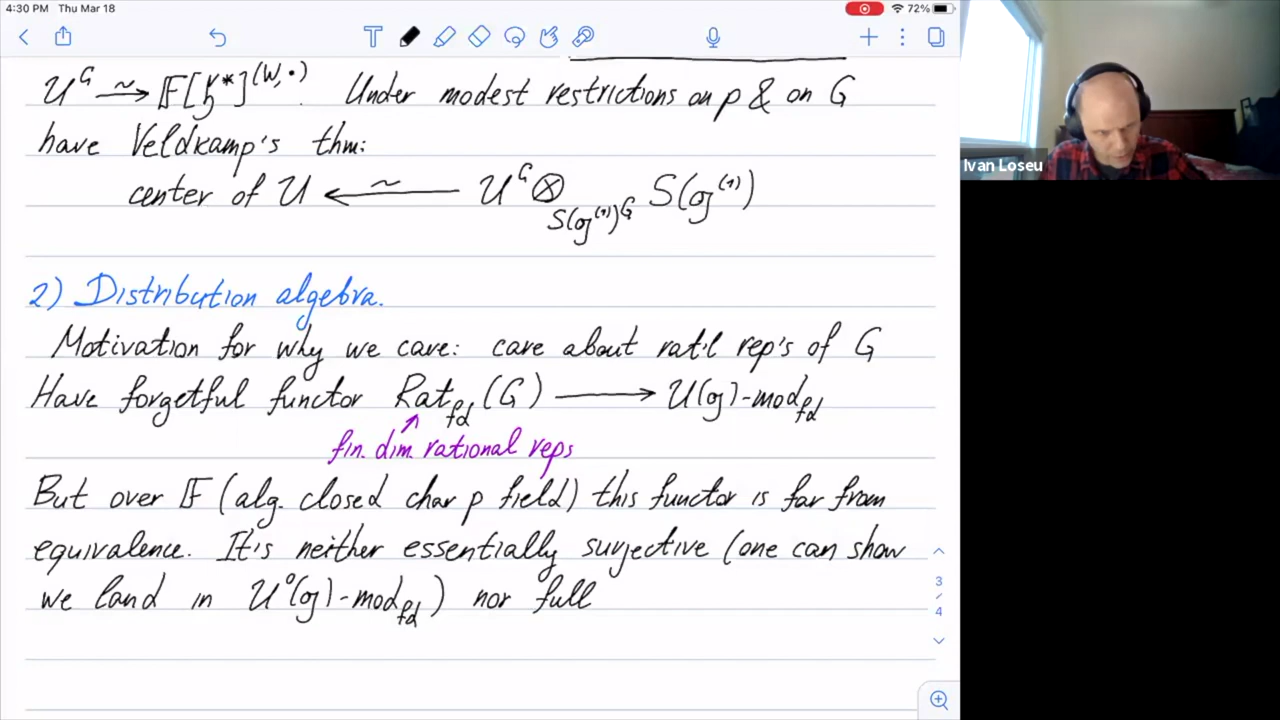 4:30 PM Thu Mar 18
72%
U^G ⥲ 𝔽[𝔥*]^(W,•). Under modest restrictions on p & on G
have Veldkamp's thm:
center of U ⥳ U^G ⊗_{S(𝔤^(1))^G} S(𝔤^(1))
2) Distribution algebra.
Motivation for why we care: care about rat'l rep's of G
Have forgetful functor Rat_fd(G) ⟶ U(𝔤)-mod_fd
fin. dim. rational reps
But over 𝔽 (alg. closed char p field) this functor is far from
equivalence. It's neither essentially surjective (one can show
we land in U⁰(𝔤)-mod_fd) nor full
3
/
4
Ivan Loseu